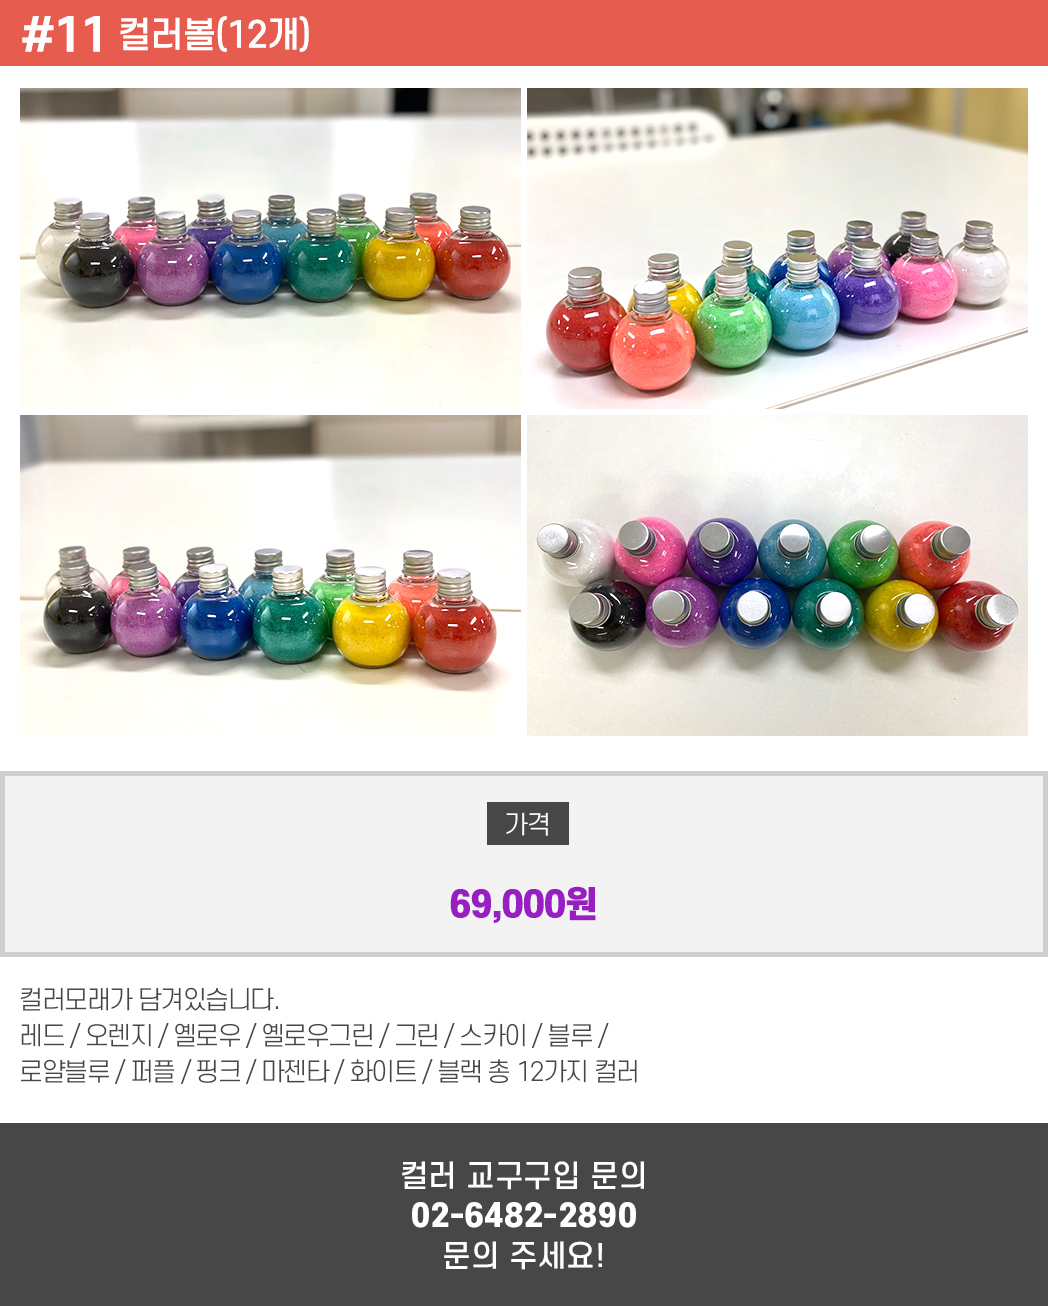 #11 컬러볼(12개)
가격
69,000원
컬러모래가 담겨있습니다.
레드 / 오렌지 / 옐로우 / 옐로우그린 / 그린 / 스카이 / 블루 /
로얄블루 / 퍼플 / 핑크 / 마젠타 / 화이트 / 블랙 총 12가지 컬러
컬러 교구구입 문의
02-6482-2890
문의 주세요!